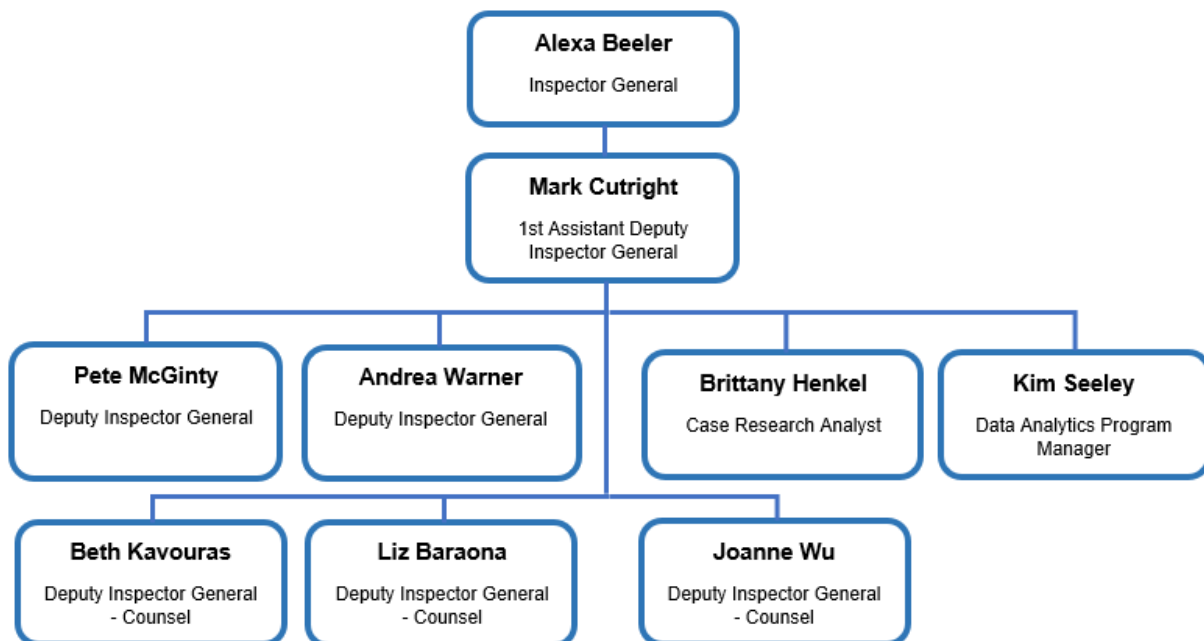 Alexa Beeler
Inspector General
Mark Cutright
1st Assistant Deputy
Inspector General
Pete McGinty
Deputy Inspector General
Andrea Warner
Deputy Inspector General
Brittany Henkel
Case Research Analyst
Kim Seeley
Data Analytics Program
Manager
Beth Kavouras
Deputy Inspector General
- Counsel
Liz Baraona
Deputy Inspector General
- Counsel
Joanne Wu
Deputy Inspector General
- Counsel